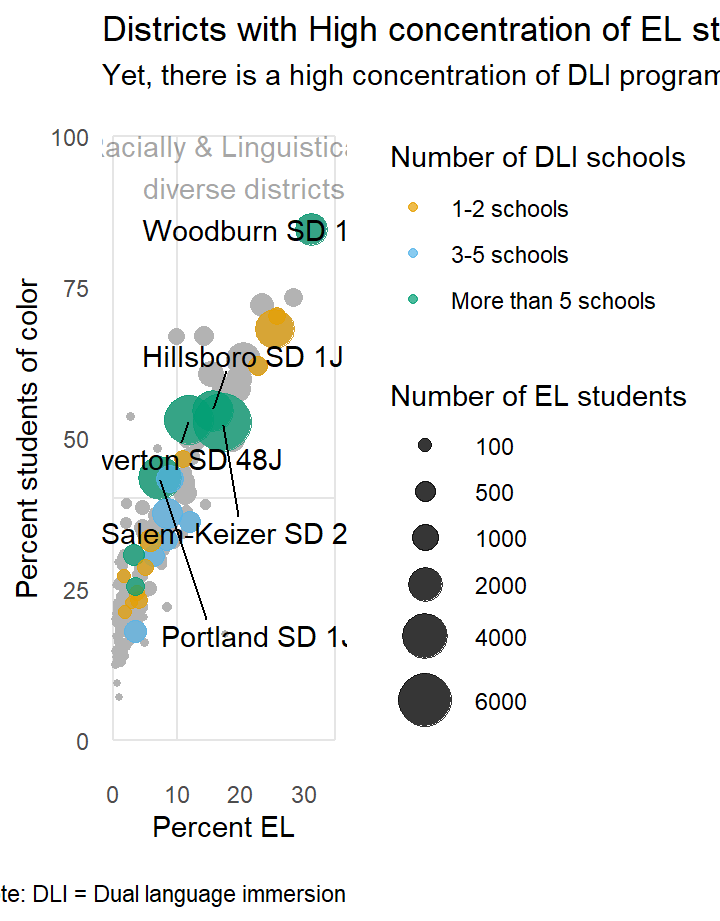 Districts with High concentration of EL st
Yet, there is a high concentration of DLI program
100
acially & Linguistica
diverse districts
Woodburn SD 1
75
Hillsboro SD 1J
50
verton SD 48J
Salem-Keizer SD 2
25
Portland SD 1J
0
0 10 20 30
Percent EL
Percent students of color
Number of DLI schools
1-2 schools
3-5 schools
More than 5 schools
Number of EL students
100
500
1000
2000
4000
6000
te: DLI = Dual language immersion